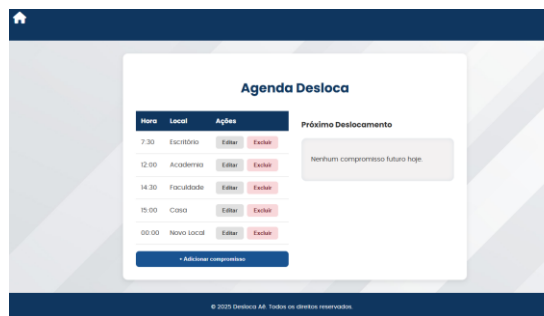 Agenda Desloca
Hora Local Ações
7:30 Escritório Editar Excluir
12:00 Academia Editar Excluir
14:30 Faculdade Editar Excluir
15:00 Casa Editar Excluir
00:00 Novo Local Editar Excluir
+ Adicionar compromisso
Próximo Deslocamento
Nenhum compromisso futuro hoje.
© 2025 Desloca Aê. Todos os direitos reservados.